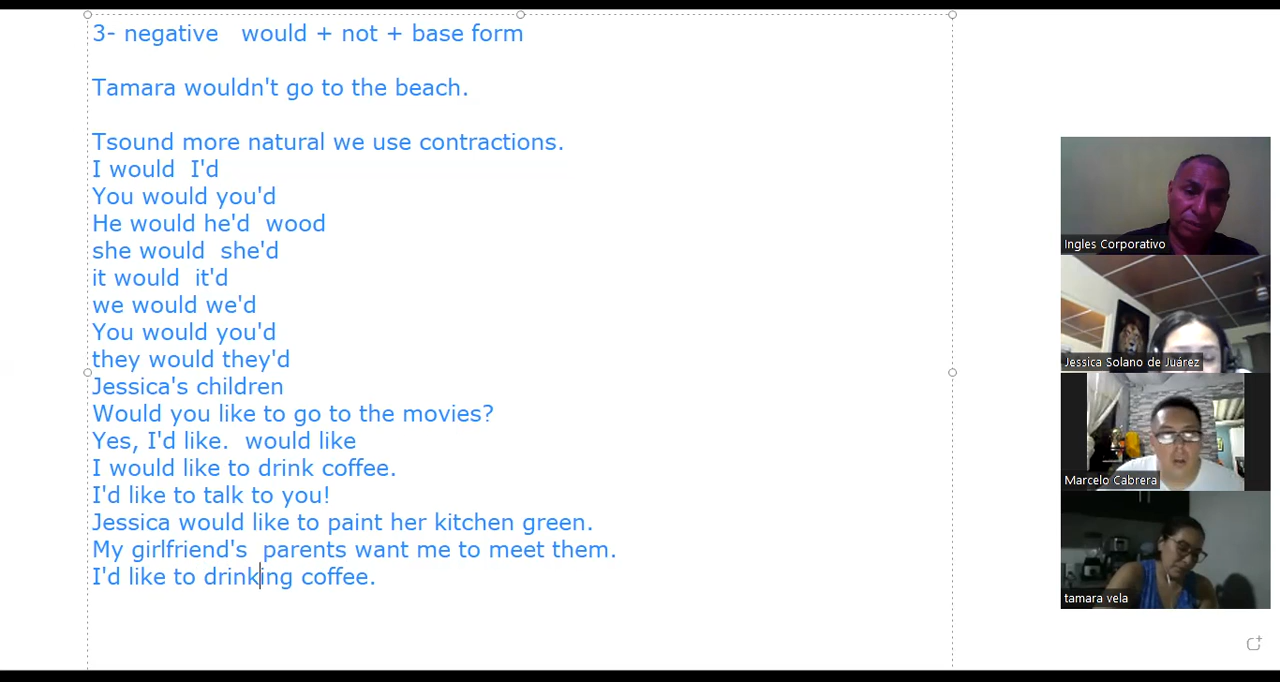 3- negative   would + not + base form
Tamara wouldn't go to the beach.
Tsound more natural we use contractions.
I would  I'd
You would you'd
He would he'd  wood
she would  she'd
it would  it'd
we would we'd
You would you'd
they would they'd
Jessica's children
Would you like to go to the movies?
Yes, I'd like.  would like
I would like to drink coffee.
I'd like to talk to you!
Jessica would like to paint her kitchen green.
My girlfriend's  parents want me to meet them.
I'd like to drinking coffee.
Ingles Corporativo
Jessica Solano de Juárez
Marcelo Cabrera
tamara vela